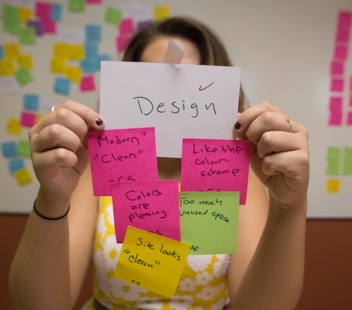 Design
"Modern"
"Clean"
Like the
colour
scheme
Colors
are
pleasing
Too much
unused space
Site looks
"clean"